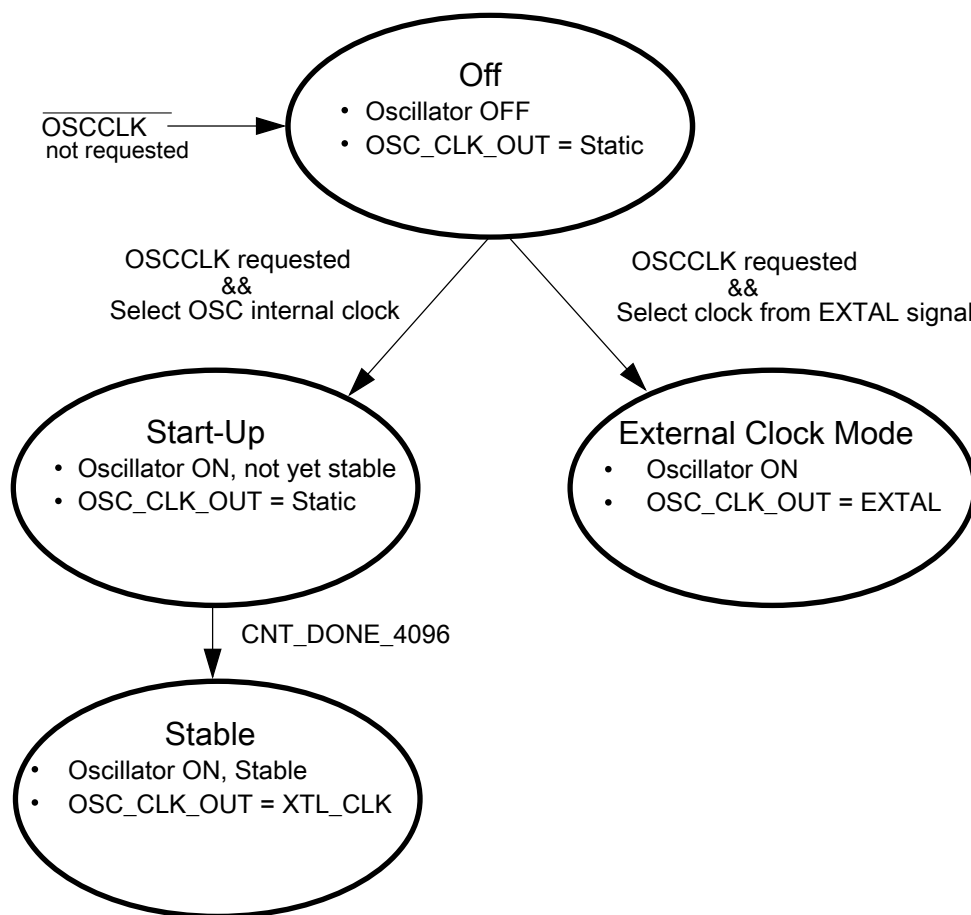 Off
• Oscillator OFF
• OSC_CLK_OUT = Static
OSCCLK
not requested
OSCCLK requested
&&
Select OSC internal clock
OSCCLK requested
&&
Select clock from EXTAL signal
Start-Up
• Oscillator ON, not yet stable
• OSC_CLK_OUT = Static
External Clock Mode
• Oscillator ON
• OSC_CLK_OUT = EXTAL
CNT_DONE_4096
Stable
• Oscillator ON, Stable
• OSC_CLK_OUT = XTL_CLK